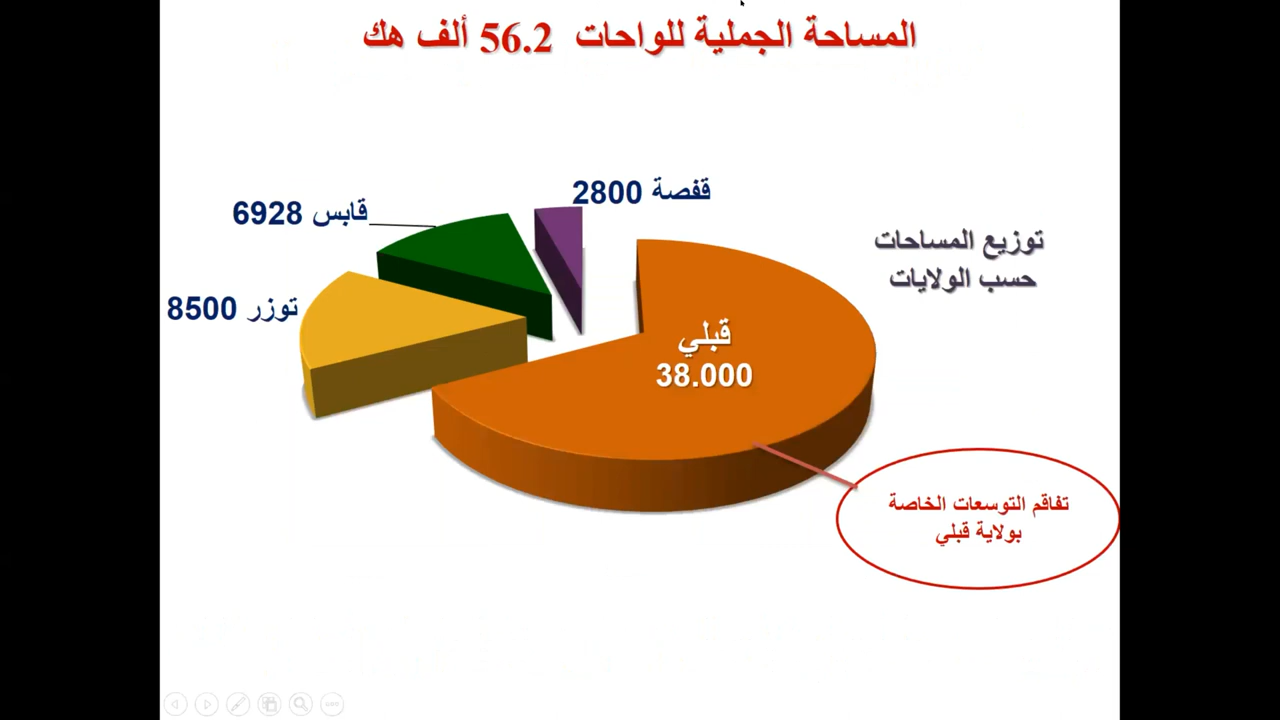 المساحة الجملية للواحات 56.2 ألف هك
قفصة 2800
قابس 6928
توزيع المساحات
حسب الولايات
توزر 8500
قبلي
38.000
تفاقم التوسعات الخاصة
بولاية قبلي